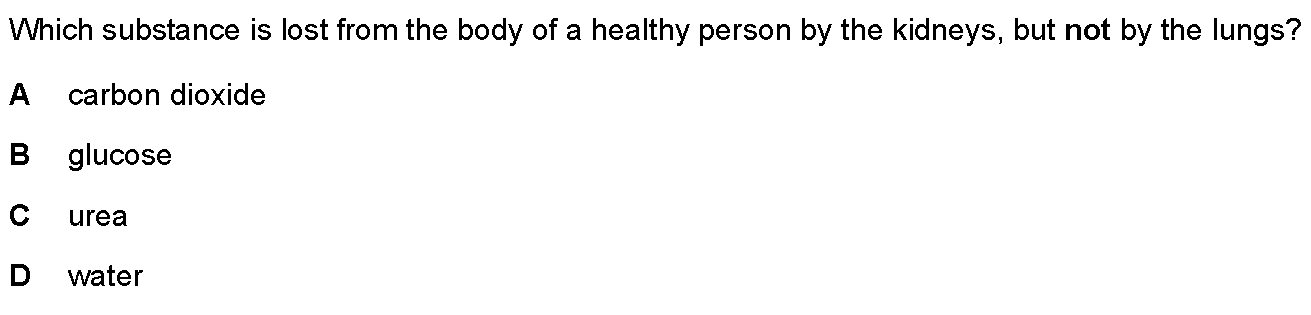 Which substance is lost from the body of a healthy person by the kidneys, but not by the lungs?
A carbon dioxide
B glucose
C urea
D water